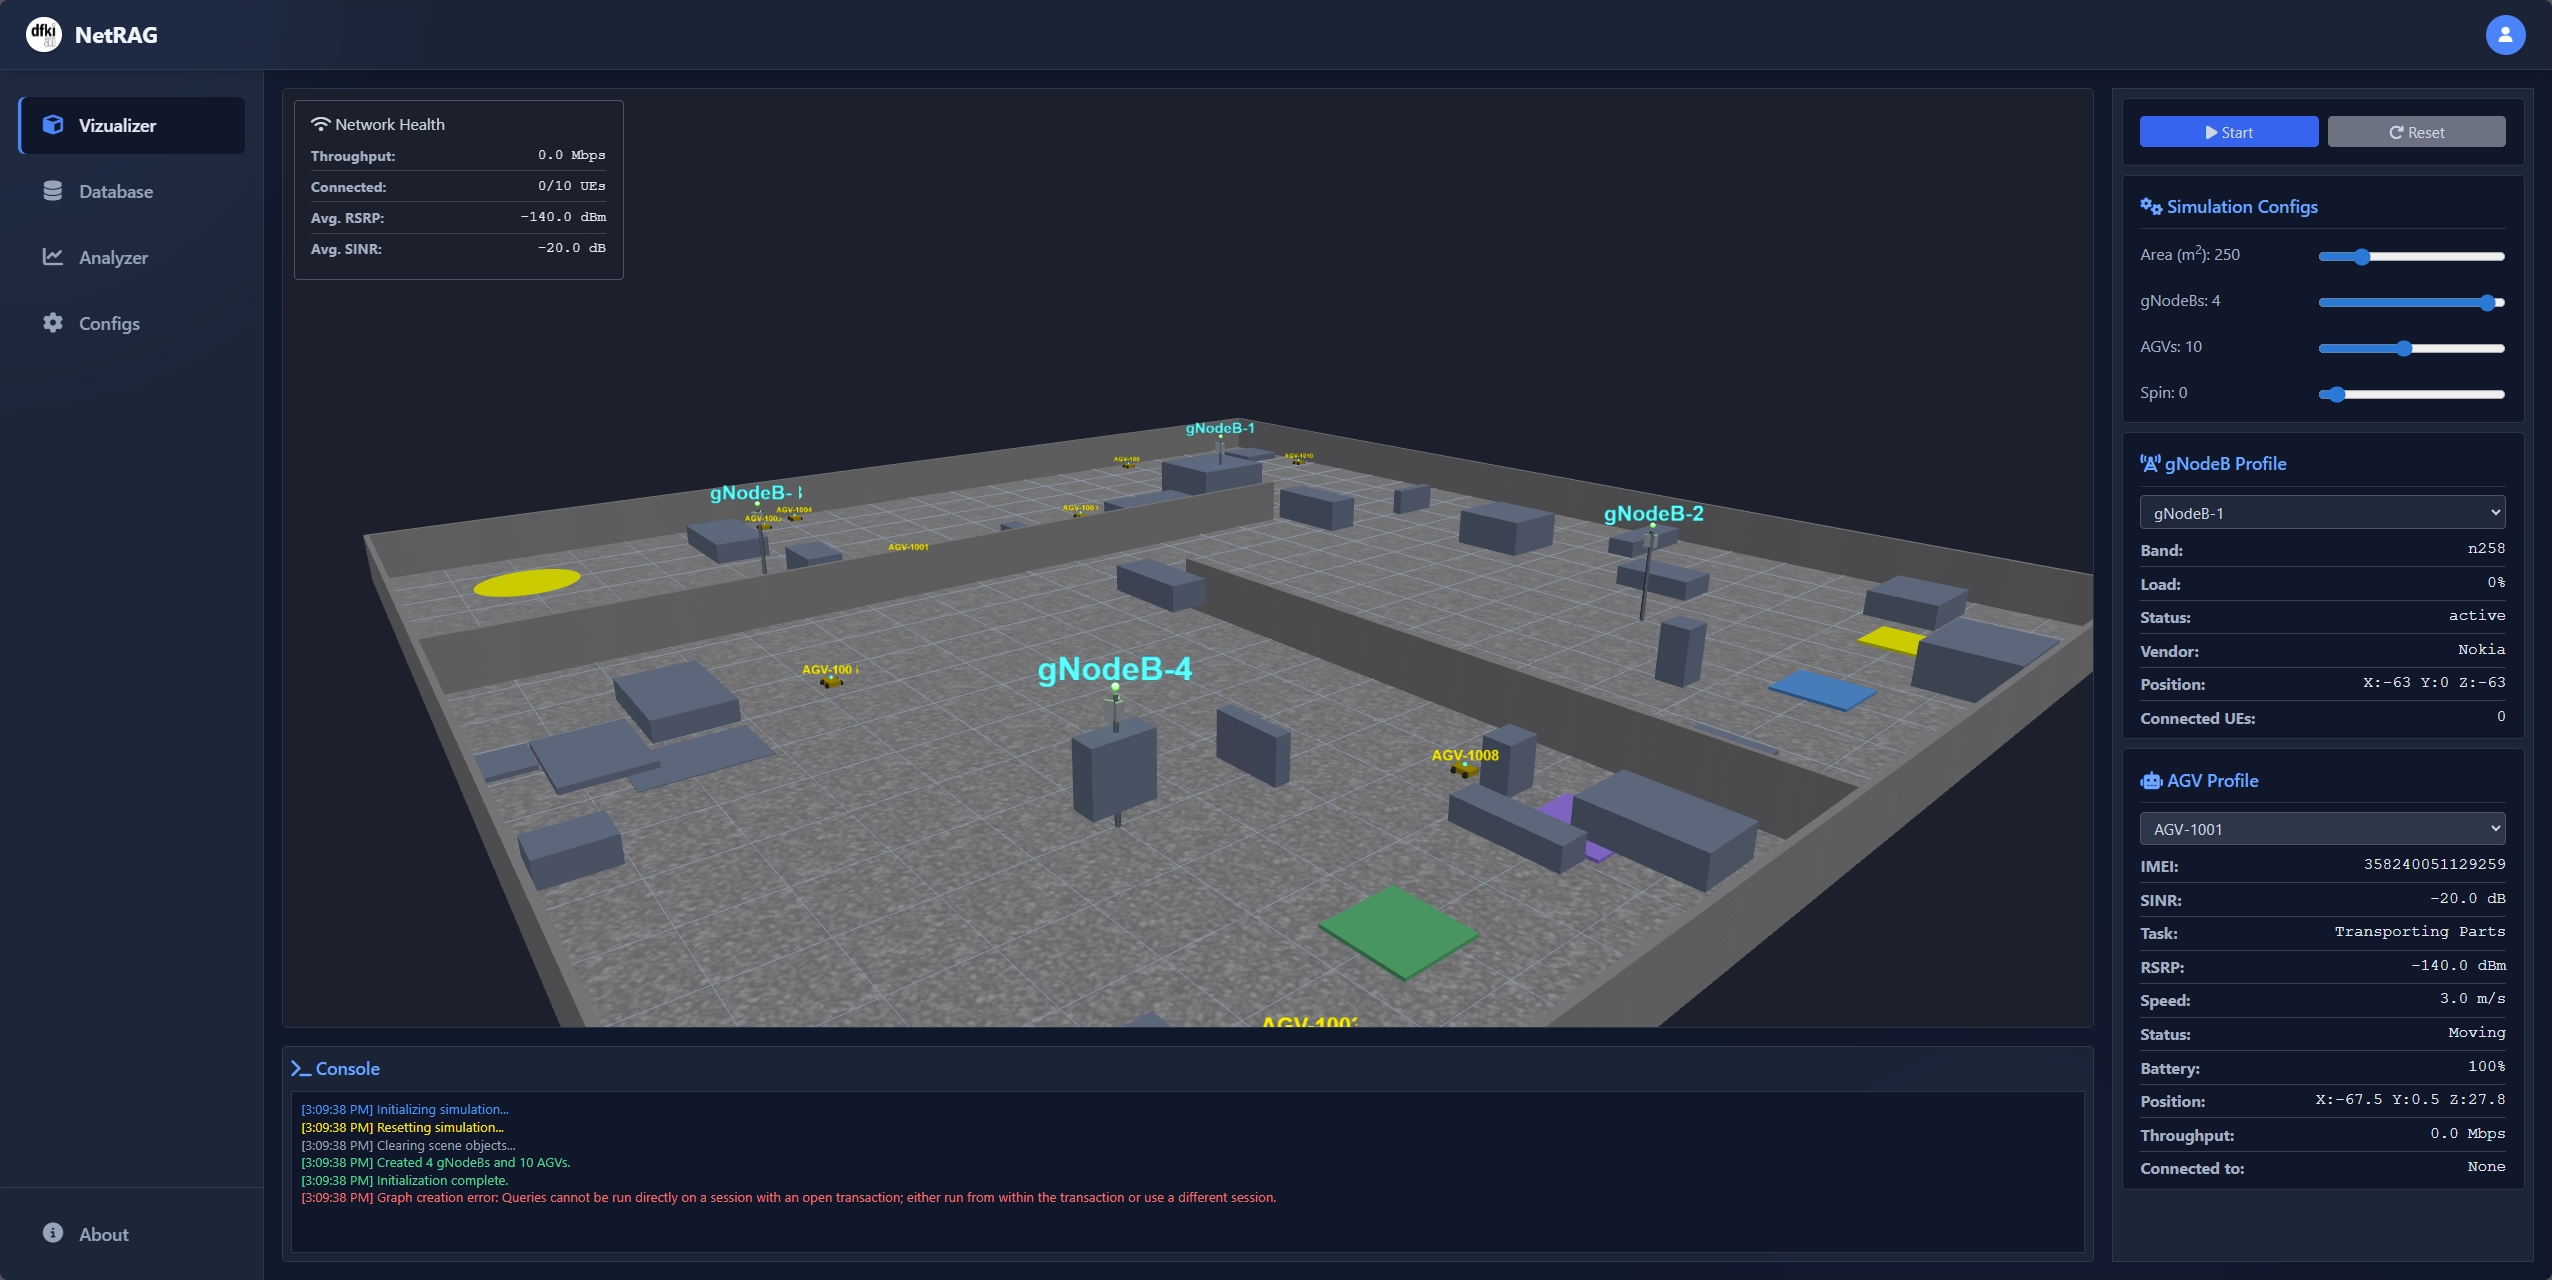 dfki
ai
NetRAG
Vizualizer
Database
Analyzer
Configs
About
Network Health
Throughput: 0.0 Mbps
Connected: 0/10 UEs
Avg. RSRP: -140.0 dBm
Avg. SINR: -20.0 dB
gNodeB-1
AGV-1010
gNodeB-
AGV-1004
gNodeB-2
AGV-1001
gNodeB-4
AGV-1008
Console
[3:09:38 PM] Initializing simulation...
[3:09:38 PM] Resetting simulation...
[3:09:38 PM] Clearing scene objects...
[3:09:38 PM] Created 4 gNodeBs and 10 AGVs.
[3:09:38 PM] Initialization complete.
[3:09:38 PM] Graph creation error: Queries cannot be run directly on a session with an open transaction; either run from within the transaction or use a different session.
Start
Reset
Simulation Configs
Area (m²): 250
gNodeBs: 4
AGVs: 10
Spin: 0
gNodeB Profile
gNodeB-1
Band: n258
Load: 0%
Status: active
Vendor: Nokia
Position: X:-63 Y:0 Z:-63
Connected UEs: 0
AGV Profile
AGV-1001
IMEI: 358240051129259
SINR: -20.0 dB
Task: Transporting Parts
RSRP: -140.0 dBm
Speed: 3.0 m/s
Status: Moving
Battery: 100%
Position: X:-67.5 Y:0.5 Z:27.8
Throughput: 0.0 Mbps
Connected to: None